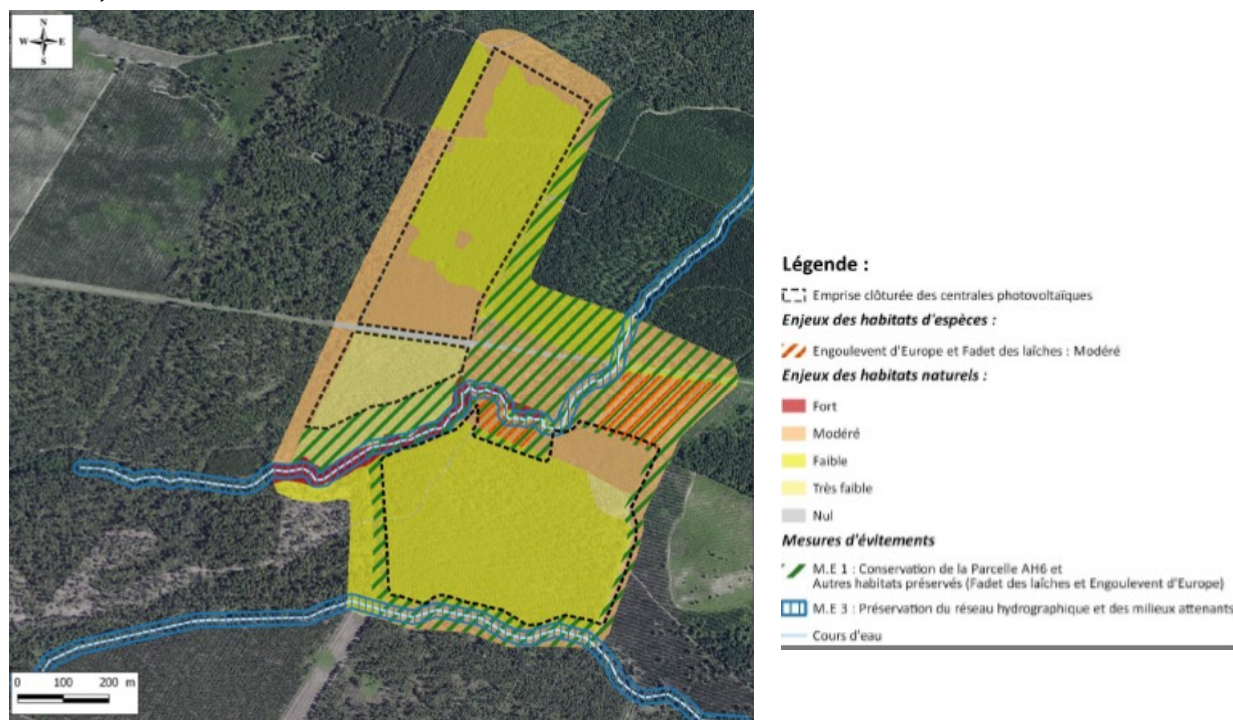 N
W E
S
0 100 200 m
Légende :
Emprise clôturée des centrales photovoltaïques
Enjeux des habitats d'espèces :
Engoulevent d'Europe et Fadet des laîches : Modéré
Enjeux des habitats naturels :
Fort
Modéré
Faible
Très faible
Nul
Mesures d'évitements
M.E 1 : Conservation de la Parcelle AH6 et
Autres habitats préservés (Fadet des laîches et Engoulevent d'Europe)
M.E 3 : Préservation du réseau hydrographique et des milieux attenants
Cours d'eau